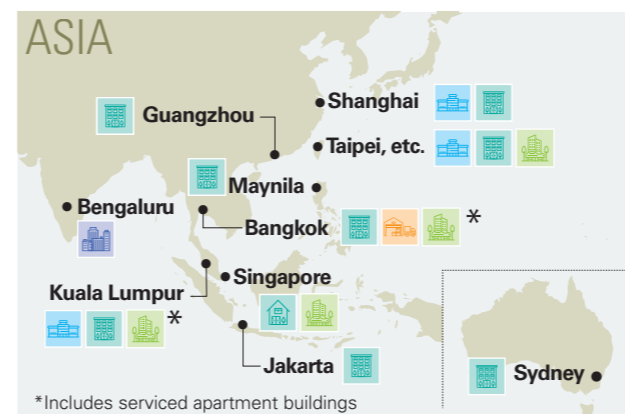 ASIA
Shanghai
Guangzhou
Taipei, etc.
Maynila
Bengaluru
Bangkok *
Singapore
Kuala Lumpur
*
Jakarta
Sydney
*Includes serviced apartment buildings